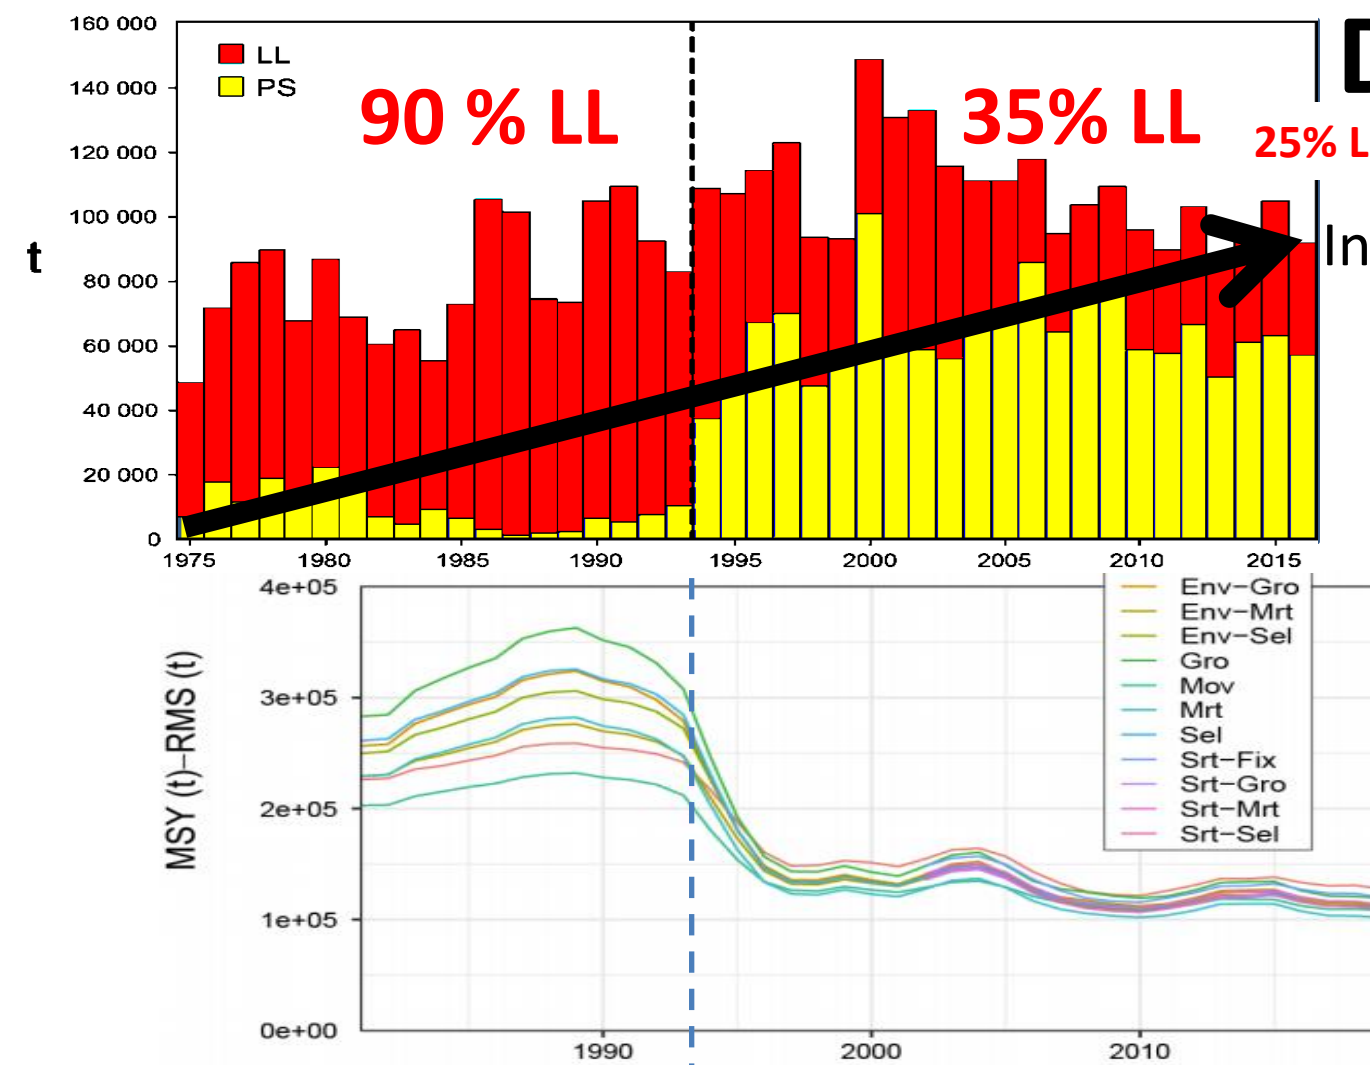 160 000
140 000
120 000
100 000
80 000
60 000
40 000
20 000
0
t
LL
PS
90 % LL
35% LL
25% L
D
In
1975 1980 1985 1990 1995 2000 2005 2010 2015
4e+05
3e+05
2e+05
1e+05
0e+00
MSY (t)–RMS (t)
Env–Gro
Env–Mrt
Env–Sel
Gro
Mov
Mrt
Sel
Srt–Fix
Srt–Gro
Srt–Mrt
Srt–Sel
1990 2000 2010